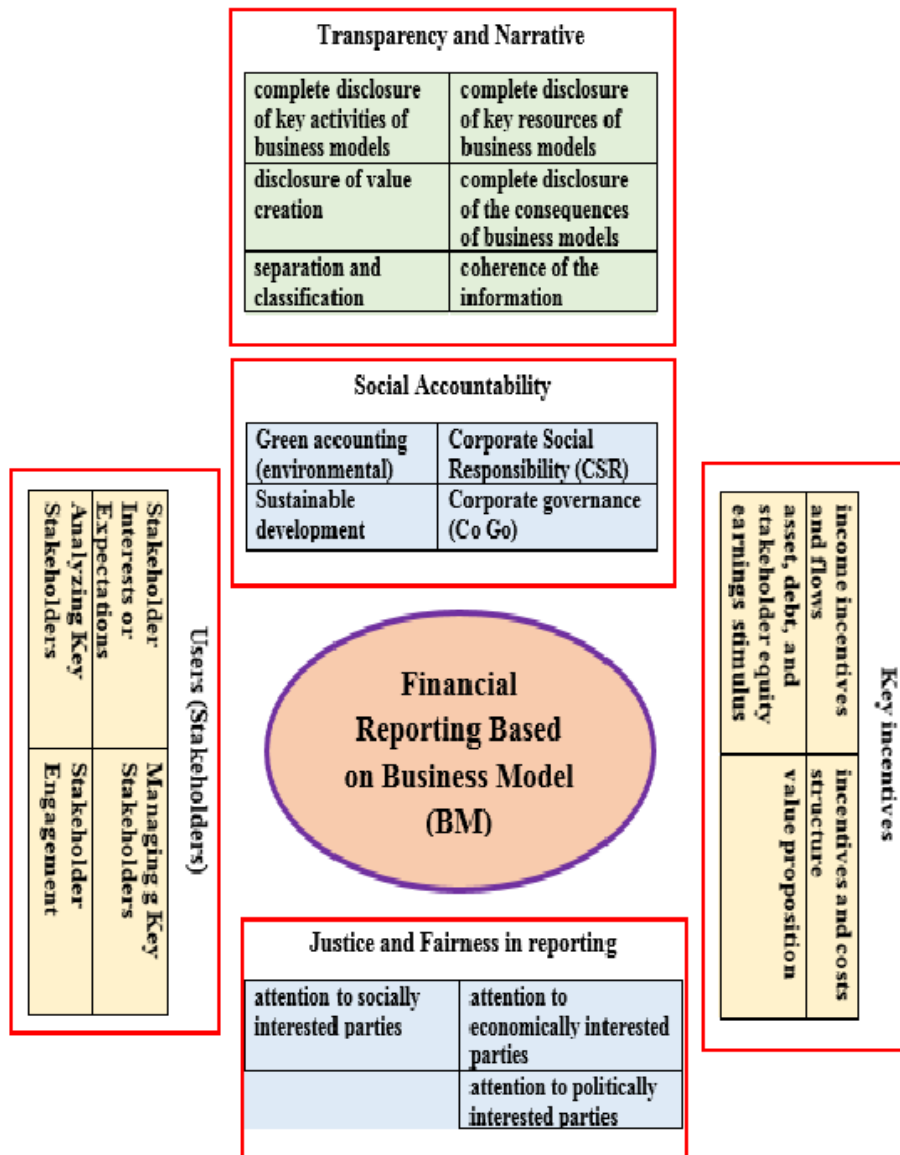 Transparency and Narrative
complete disclosure
of key activities of
business models
complete disclosure
of key resources of
business models
disclosure of value
creation
complete disclosure
of the consequences
of business models
separation and
classification
coherence of the
information
Social Accountability
Green accounting
(environmental)
Corporate Social
Responsibility (CSR)
Sustainable
development
Corporate governance
(Co Go)
Users (Stakeholders)
Stakeholder
Interests or
Expectations
Managing g Key
Stakeholders
Analyzing Key
Stakeholders
Stakeholder
Engagement
Financial
Reporting Based
on Business Model
(BM)
Key incentives
income incentives
and flows
incentives and costs
structure
asset, debt, and
stakeholder equity
earnings stimulus
value proposition
Justice and Fairness in reporting
attention to socially
interested parties
attention to
economically interested
parties
attention to politically
interested parties